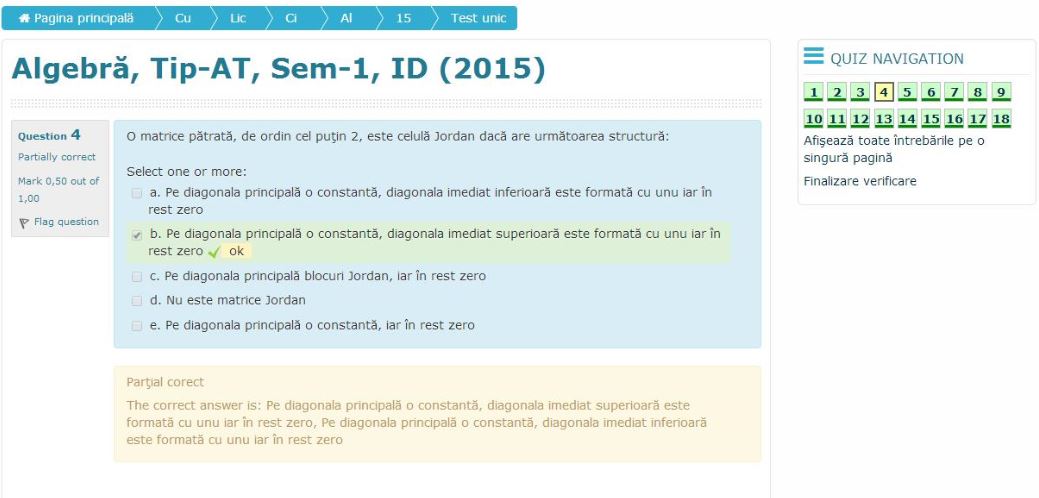 Pagina principală Cu Lic Ci Al 15 Test unic
Algebră, Tip-AT, Sem-1, ID (2015)
Question 4
Partially correct
Mark 0,50 out of
1,00
Flag question
O matrice pătrată, de ordin cel puţin 2, este celulă Jordan dacă are următoarea structură:
Select one or more:
a. Pe diagonala principală o constantă, diagonala imediat inferioară este formată cu unu iar în
rest zero
b. Pe diagonala principală o constantă, diagonala imediat superioară este formată cu unu iar în
rest zero ok
c. Pe diagonala principală blocuri Jordan, iar în rest zero
d. Nu este matrice Jordan
e. Pe diagonala principală o constantă, iar în rest zero
Parţial corect
The correct answer is: Pe diagonala principală o constantă, diagonala imediat superioară este
formată cu unu iar în rest zero, Pe diagonala principală o constantă, diagonala imediat inferioară
este formată cu unu iar în rest zero
QUIZ NAVIGATION
1 2 3 4 5 6 7 8 9
10 11 12 13 14 15 16 17 18
Afişează toate întrebările pe o
singură pagină
Finalizare verificare